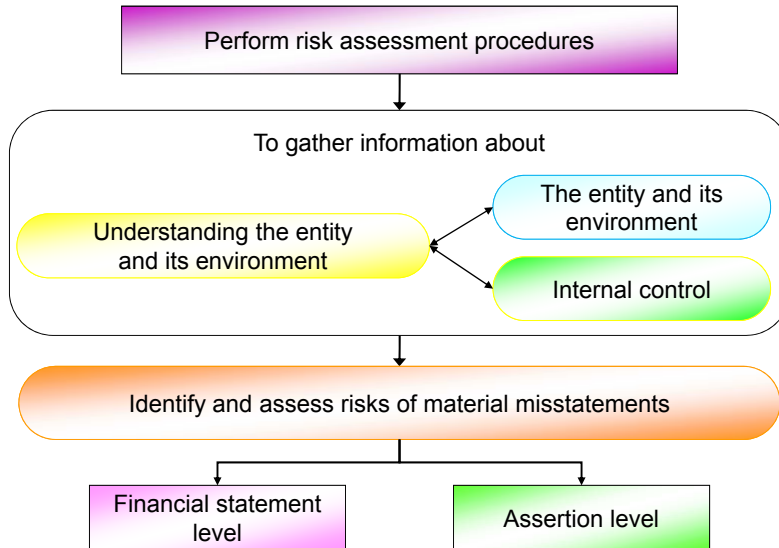 Perform risk assessment procedures
To gather information about
Understanding the entity
and its environment
The entity and its
environment
Internal control
Identify and assess risks of material misstatements
Financial statement
level
Assertion level